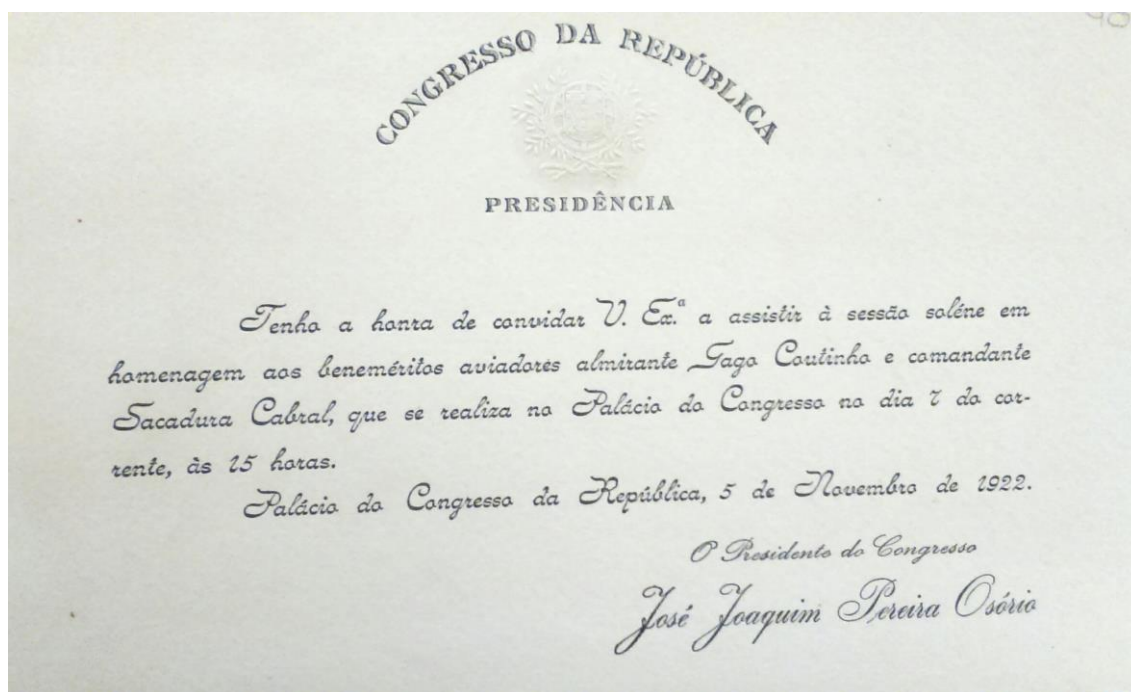 CONGRESSO DA REPÚBLICA
PRESIDÊNCIA
Tenho a honra de convidar V. Ex.ª a assistir à sessão soléne em
homenagem aos beneméritos aviadores almirante Gago Coutinho e comandante
Sacadura Cabral, que se realiza no Palácio do Congresso no dia 7 do cor-
rente, às 15 horas.
Palácio do Congresso da República, 5 de Novembro de 1922.
O Presidente do Congresso
José Joaquim Pereira Osório